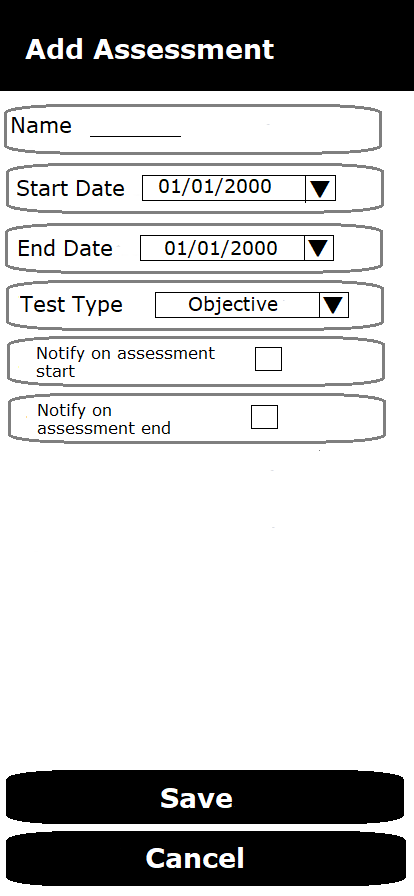 Add Assessment
Name
Start Date 01/01/2000
End Date 01/01/2000
Test Type Objective
Notify on assessment
start
Notify on
assessment end
Save
Cancel